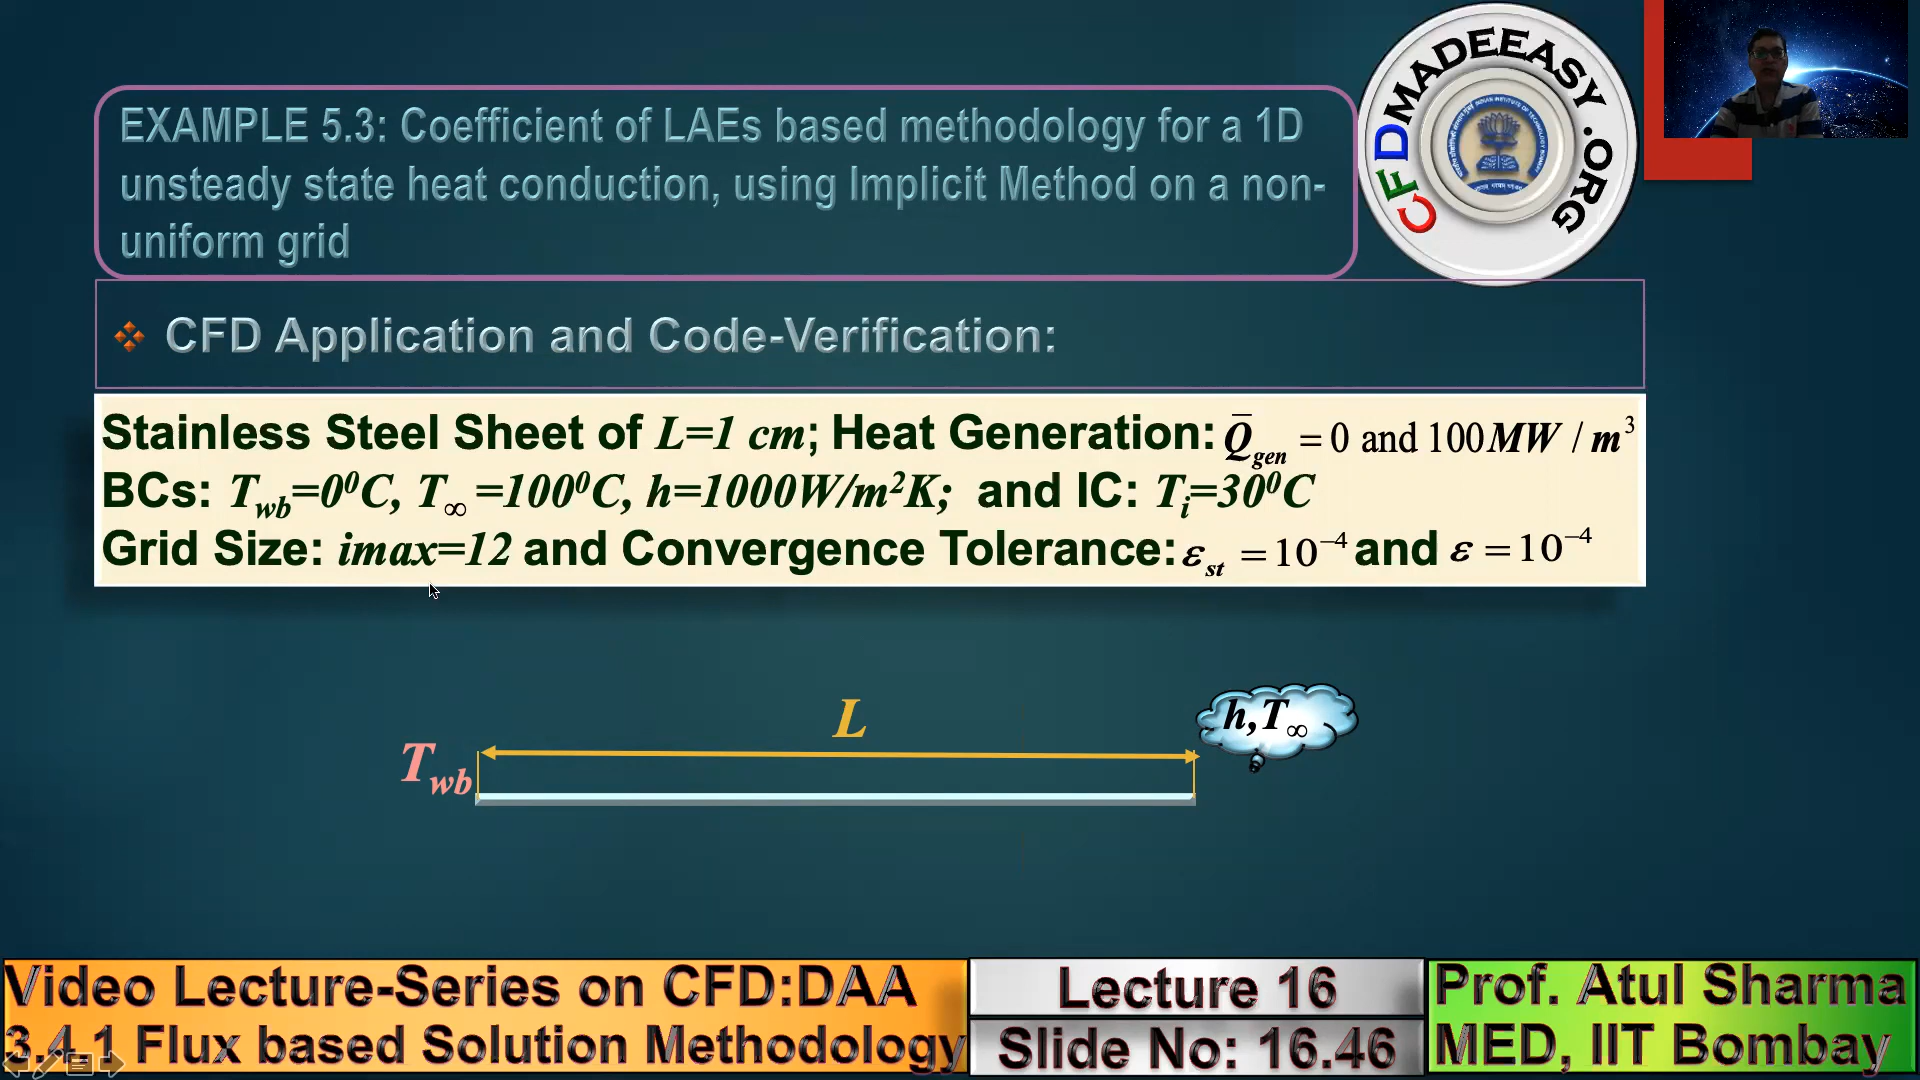 EXAMPLE 5.3: Coefficient of LAEs based methodology for a 1D
unsteady state heat conduction, using Implicit Method on a non-
uniform grid
CFDMADEEASY.ORG
CFD Application and Code-Verification:
Stainless Steel Sheet of L=1 cm; Heat Generation: Q̅gen = 0 and 100MW / m³
BCs: Twb=0⁰C, T∞ =100⁰C, h=1000W/m²K; and IC: Ti=30⁰C
Grid Size: imax=12 and Convergence Tolerance: εst = 10⁻⁴ and ε = 10⁻⁴
L
h,T∞
Twb
Video Lecture-Series on CFD:DAA
3.4.1 Flux based Solution Methodology
Lecture 16
Slide No: 16.46
Prof. Atul Sharma
MED, IIT Bombay